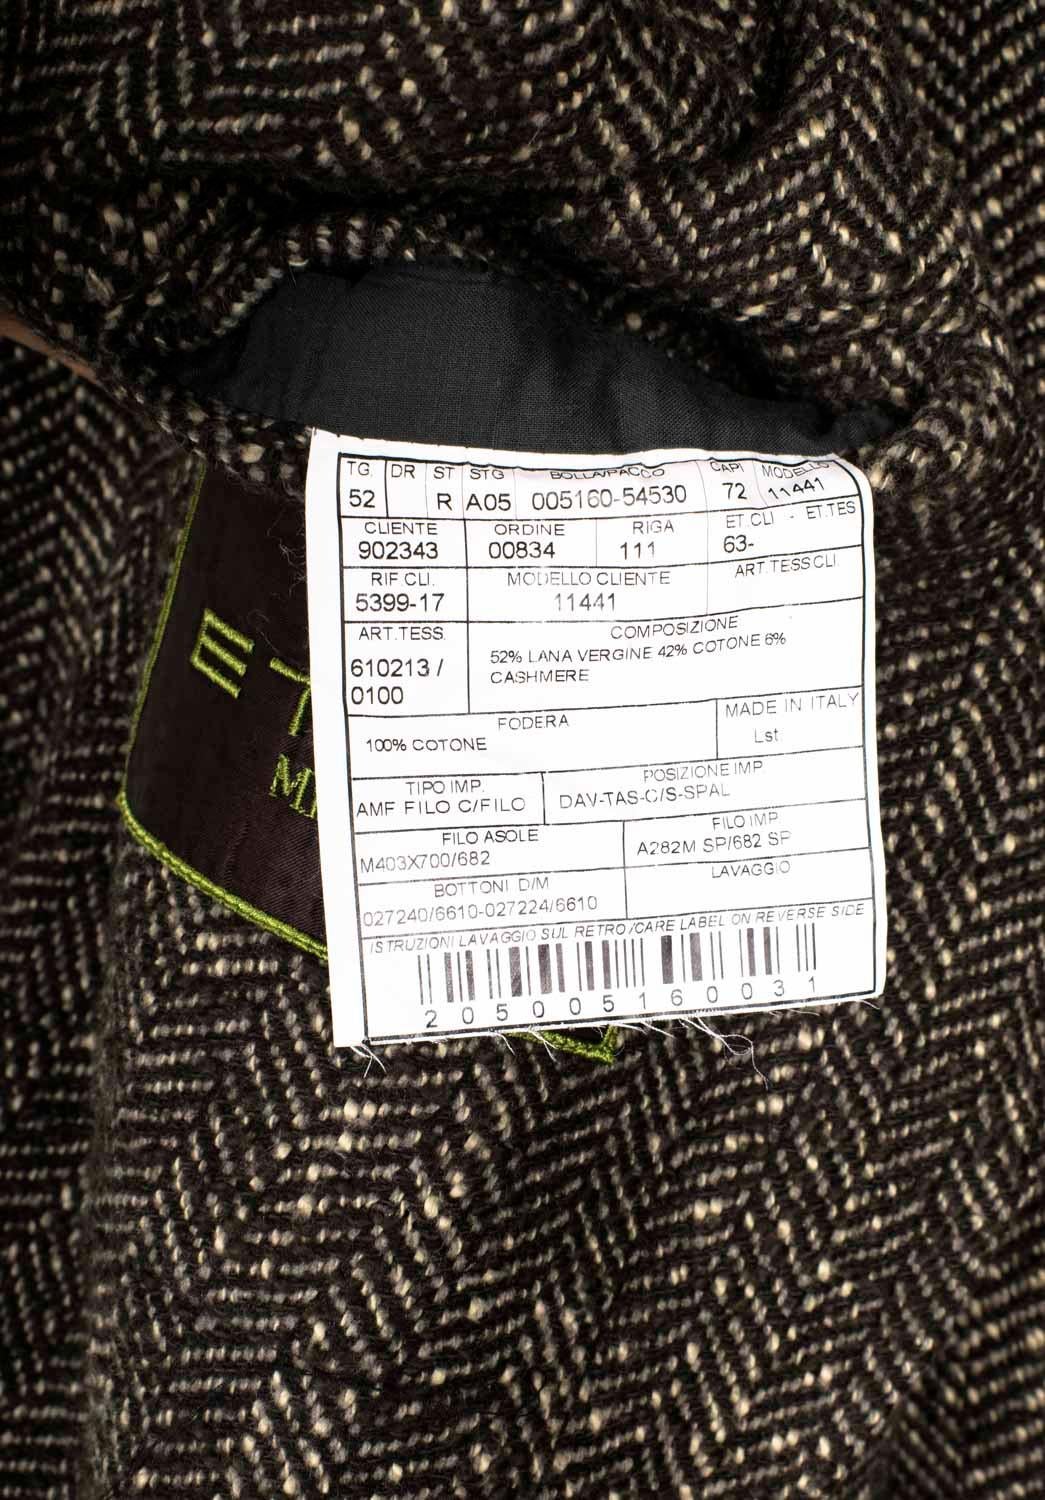 TG. DR ST STG BOLLA/PACCO CAPI MODELLO
52 R A05 005160-54530 72 11441
CLIENTE ORDINE RIGA ET.CLI - ET.TES
902343 00834 111 63-
RIF.CLI. MODELLO CLIENTE ART.TESS CLI.
5399-17 11441
ART.TESS. COMPOSIZIONE
610213 / 0100 52% LANA VERGINE 42% COTONE 6%
CASHMERE
FODERA MADE IN ITALY
100% COTONE Lst
TIPO IMP. POSIZIONE IMP
AMF FILO C/FILO DAV-TAS-C/S-SPAL
FILO ASOLE FILO IMP
M403X700/682 A282M SP/682 SP
BOTTONI D/M LAVAGGIO
027240/6610-027224/6610
ISTRUZIONI LAVAGGIO SUL RETRO /CARE LABEL ON REVERSE SIDE
20500516 0031